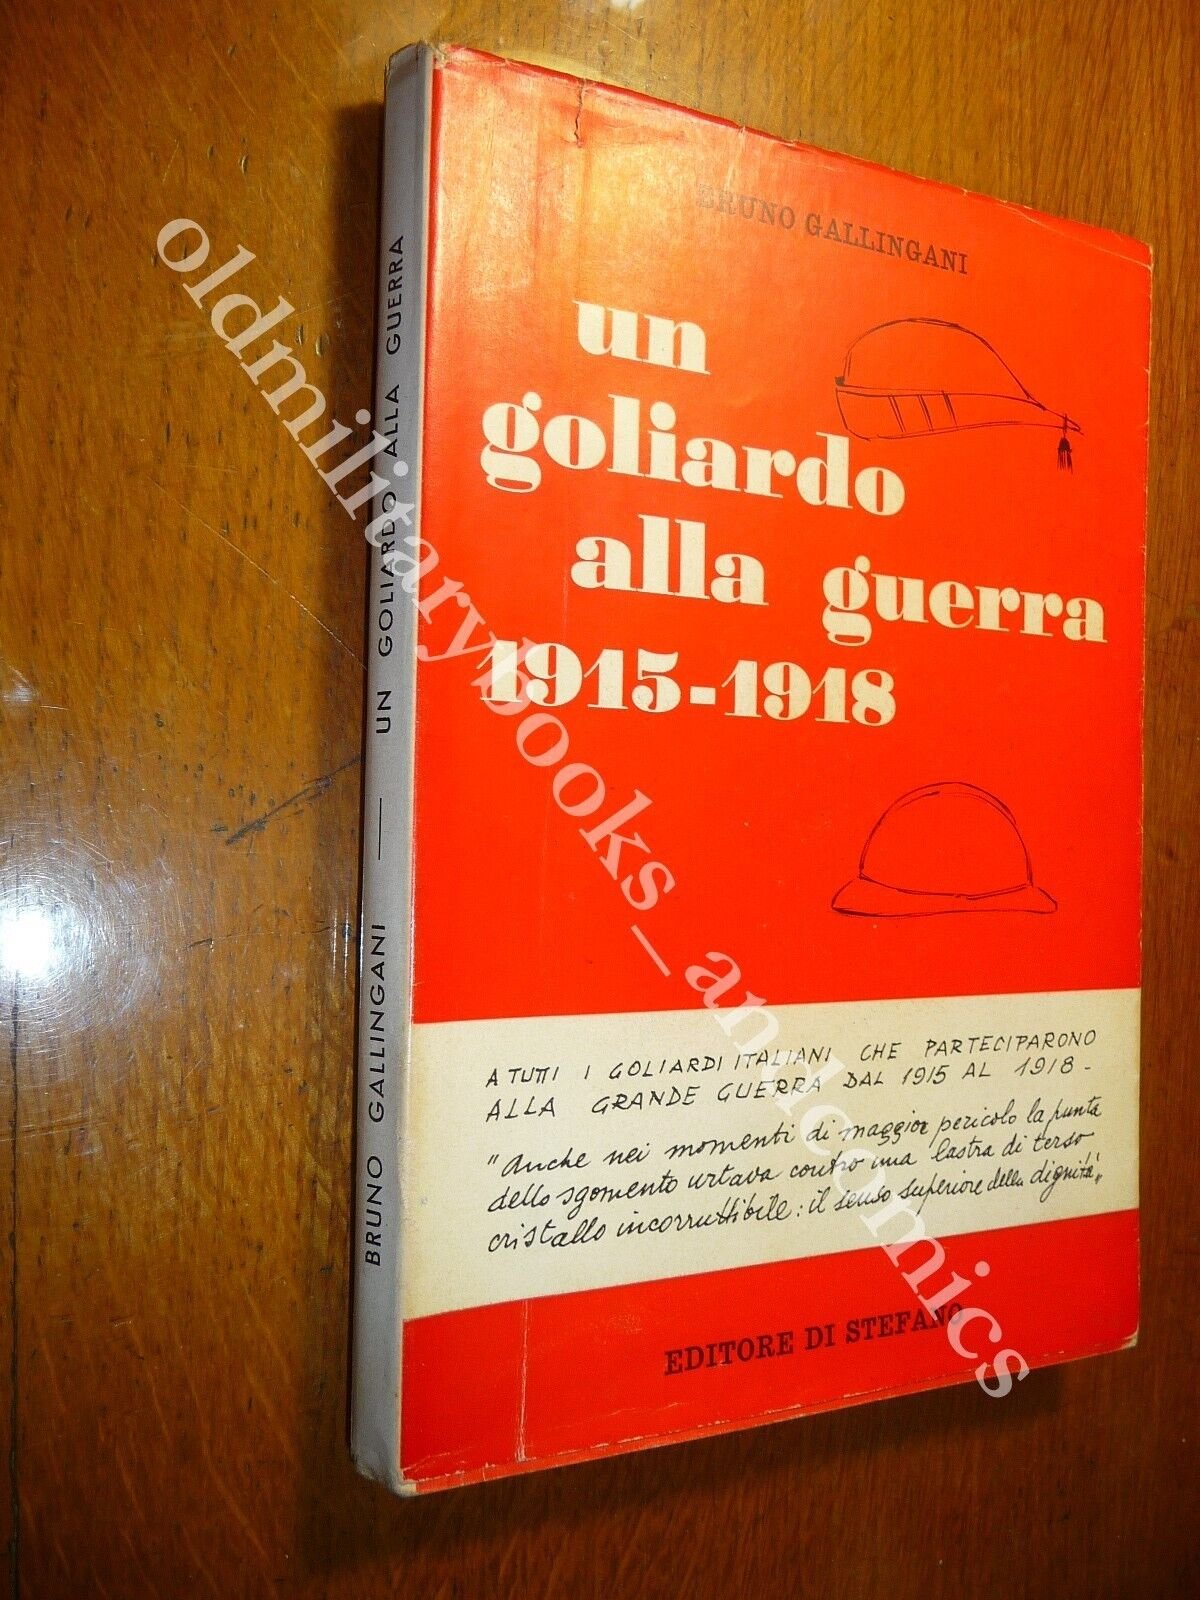 BRUNO GALLINGANI
un
goliardo
alla guerra
1915-1918
A TUTTI I GOLIARDI ITALIANI CHE PARTECIPARONO
ALLA GRANDE GUERRA DAL 1915 AL 1918-
"Anche nei momenti di maggior pericolo la punta
dello sgomento urtava contro una lastra di terso
cristallo incorruttibile: il senso superiore della dignità"
EDITORE DI STEFANO
BRUNO GALLINGANI — UN GOLIARDO ALLA GUERRA
oldmilitarybooks_andcomics